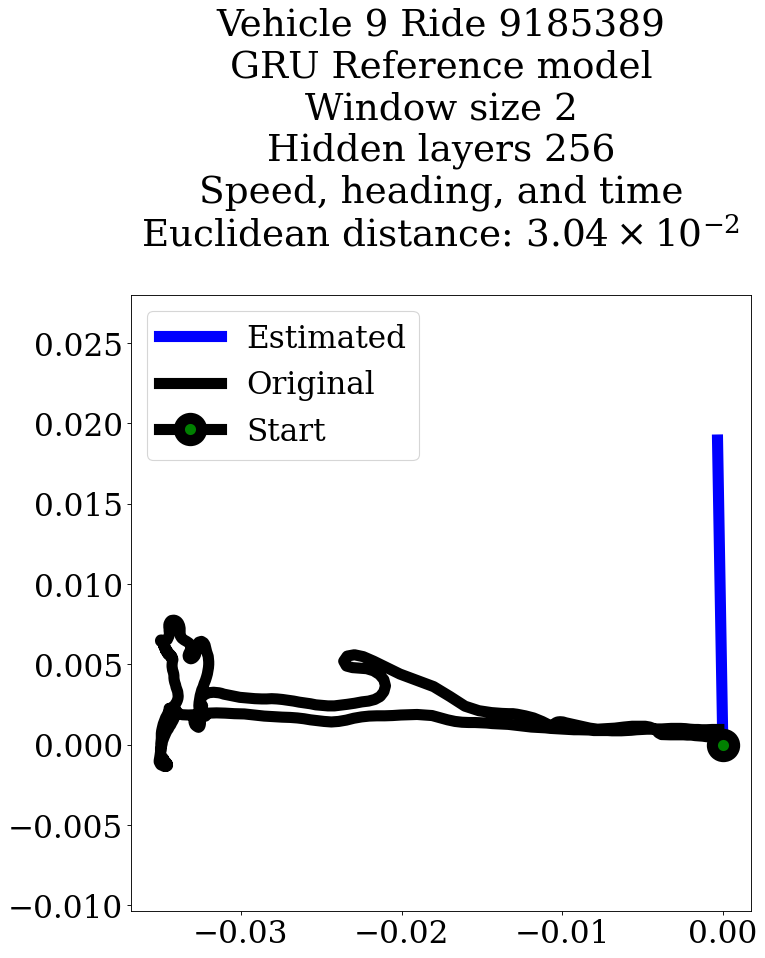 Vehicle 9 Ride 9185389
GRU Reference model
Window size 2
Hidden layers 256
Speed, heading, and time
Euclidean distance: 3.04 × 10⁻²
Estimated
Original
Start
0.025
0.020
0.015
0.010
0.005
0.000
−0.005
−0.010
−0.03 −0.02 −0.01 0.00